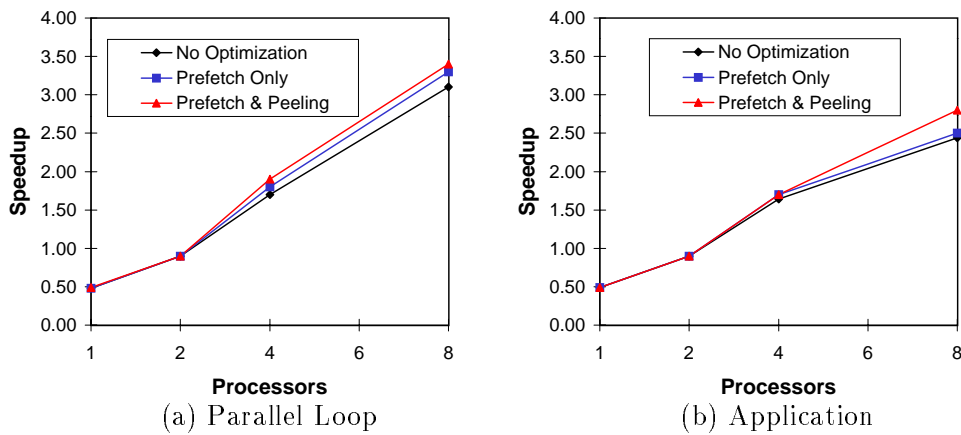 4.00
3.50
3.00
2.50
2.00
1.50
1.00
0.50
0.00
Speedup
No Optimization
Prefetch Only
Prefetch & Peeling
1 2 4 6 8
Processors
(a) Parallel Loop
4.00
3.50
3.00
2.50
2.00
1.50
1.00
0.50
0.00
Speedup
No Optimization
Prefetch Only
Prefetch & Peeling
1 2 4 6 8
Processors
(b) Application